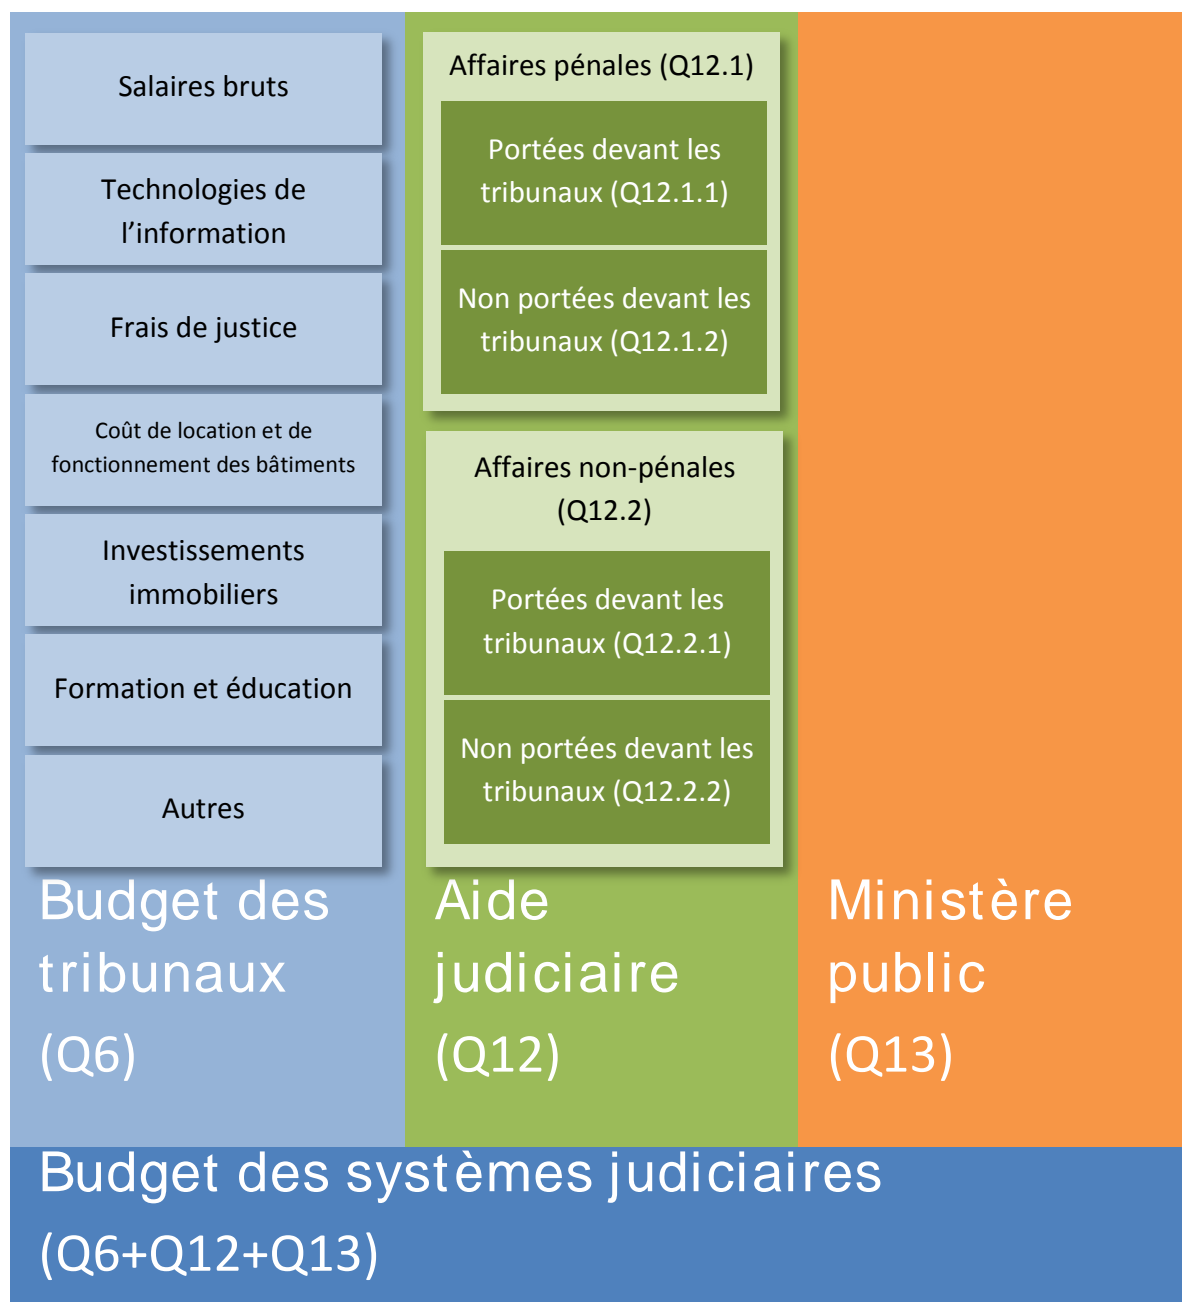 Salaires bruts
Technologies de
l’information
Frais de justice
Coût de location et de
fonctionnement des bâtiments
Investissements
immobiliers
Formation et éducation
Autres
Budget des
tribunaux
(Q6)
Affaires pénales (Q12.1)
Portées devant les
tribunaux (Q12.1.1)
Non portées devant les
tribunaux (Q12.1.2)
Affaires non-pénales
(Q12.2)
Portées devant les
tribunaux (Q12.2.1)
Non portées devant les
tribunaux (Q12.2.2)
Aide
judiciaire
(Q12)
Ministère
public
(Q13)
Budget des systèmes judiciaires
(Q6+Q12+Q13)